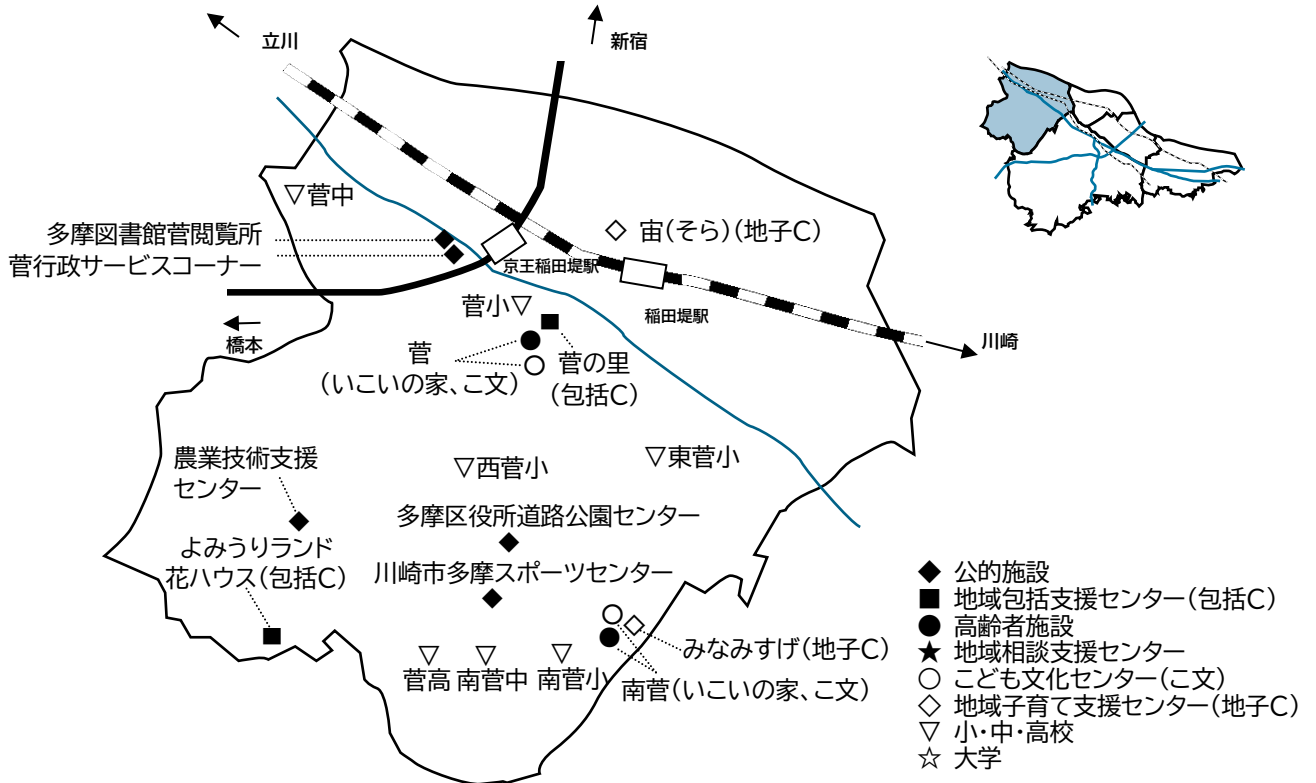 立川
新宿
▽菅中
多摩図書館菅閲覧所
菅行政サービスコーナー
◇ 宙(そら)(地子C)
京王稲田堤駅
稲田堤駅
橋本
川崎
菅小▽
菅
(いこいの家、こ文)
菅の里
(包括C)
農業技術支援
センター
▽西菅小
▽東菅小
多摩区役所道路公園センター
よみうりランド
花ハウス(包括C)
川崎市多摩スポーツセンター
みなみすげ(地子C)
菅高
南菅中
南菅小
南菅(いこいの家、こ文)
◆ 公的施設
■ 地域包括支援センター(包括C)
● 高齢者施設
★ 地域相談支援センター
○ こども文化センター(こ文)
◇ 地域子育て支援センター(地子C)
▽ 小・中・高校
☆ 大学